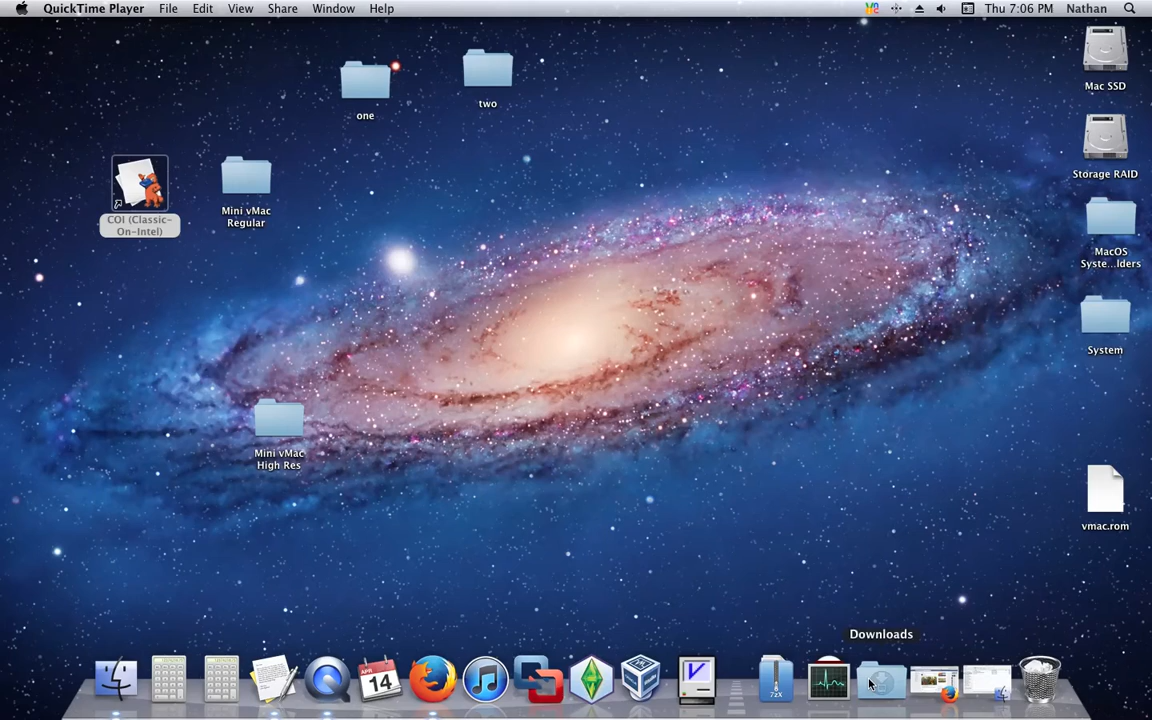 QuickTime Player File Edit View Share Window Help Thu 7:06 PM Nathan
one
two
COI (Classic-
On-Intel)
Mini vMac
Regular
Mini vMac
High Res
Mac SSD
Storage RAID
MacOS
Syste...lders
System
vmac.rom
Downloads
APR
14
7zX